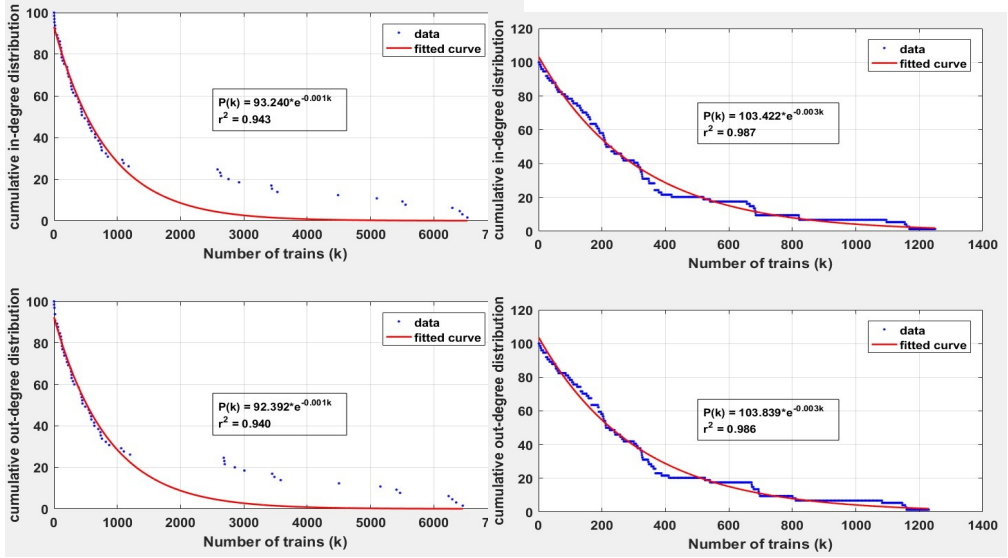 cumulative in-degree distribution
100
80
60
40
20
0
data
fitted curve
P(k) = 93.240*e^-0.001k
r^2 = 0.943
0 1000 2000 3000 4000 5000 6000 7
Number of trains (k)
cumulative in-degree distribution
120
100
80
60
40
20
0
data
fitted curve
P(k) = 103.422*e^-0.003k
r^2 = 0.987
0 200 400 600 800 1000 1200 1400
Number of trains (k)
cumulative out-degree distribution
100
80
60
40
20
0
data
fitted curve
P(k) = 92.392*e^-0.001k
r^2 = 0.940
0 1000 2000 3000 4000 5000 6000 7
Number of trains (k)
cumulative out-degree distribution
120
100
80
60
40
20
0
data
fitted curve
P(k) = 103.839*e^-0.003k
r^2 = 0.986
0 200 400 600 800 1000 1200 1400
Number of trains (k)